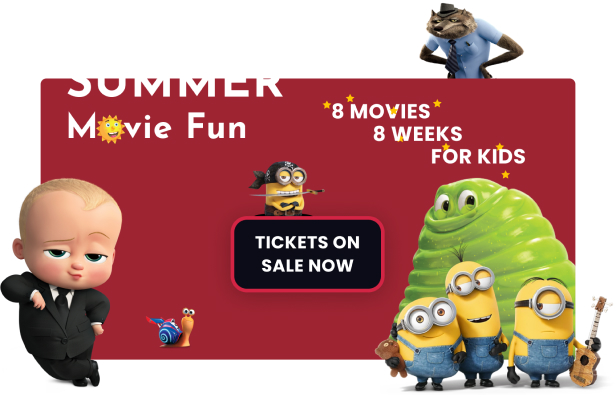 SUMMER
Movie Fun
8 MOVIES
8 WEEKS
FOR KIDS
TICKETS ON
SALE NOW